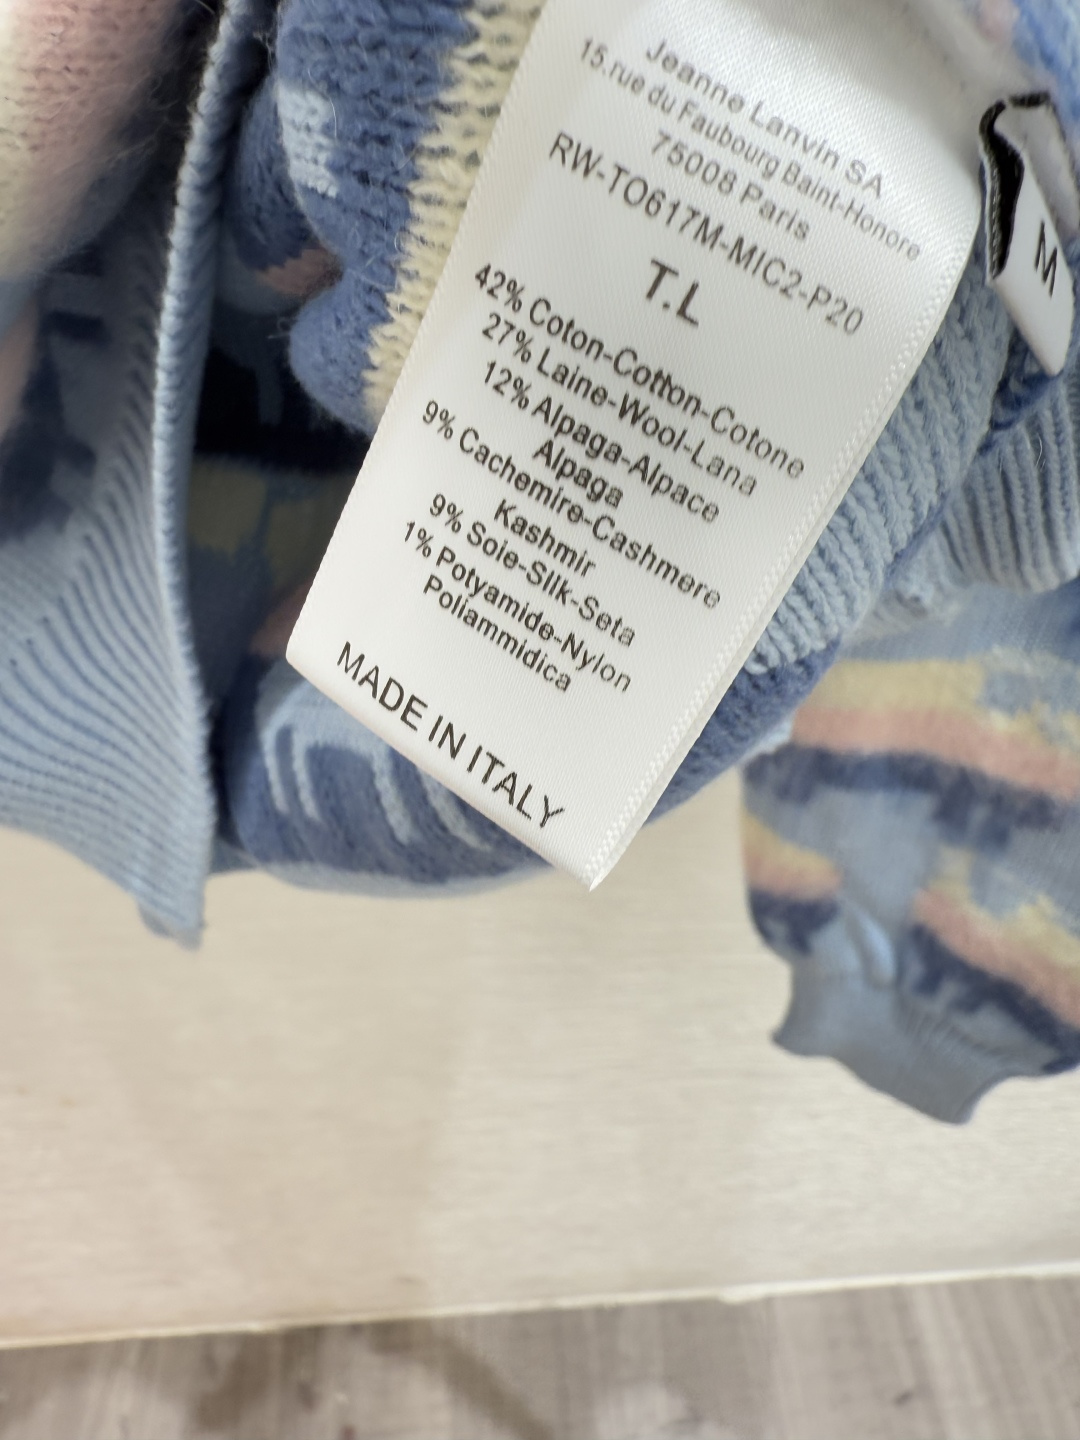 Jeanne Lanvin SA
15.rue du Faubourg Baint-Honore
75008 Paris
RW-TO617M-MIC2-P20
T.L
42% Coton-Cotton-Cotone
27% Laine-Wool-Lana
12% Alpaga-Alpace
Alpaga
9% Cachemire-Cashmere
Kashmir
9% Soie-Silk-Seta
1% Potyamide-Nylon
Poliammidica
MADE IN ITALY
M